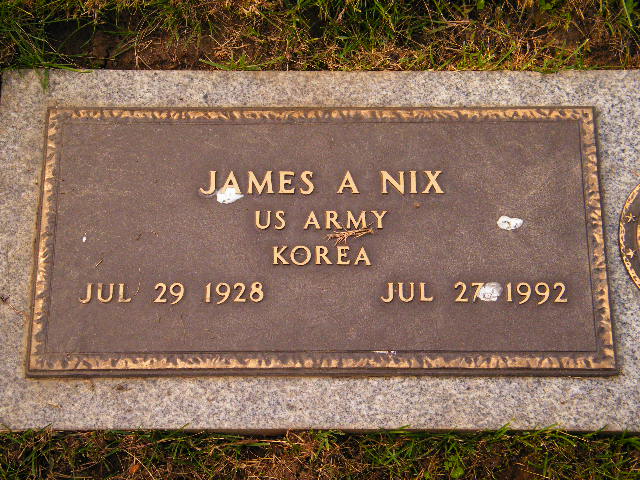 JAMES A NIX
US ARMY
KOREA
JUL 29 1928 JUL 27 1992